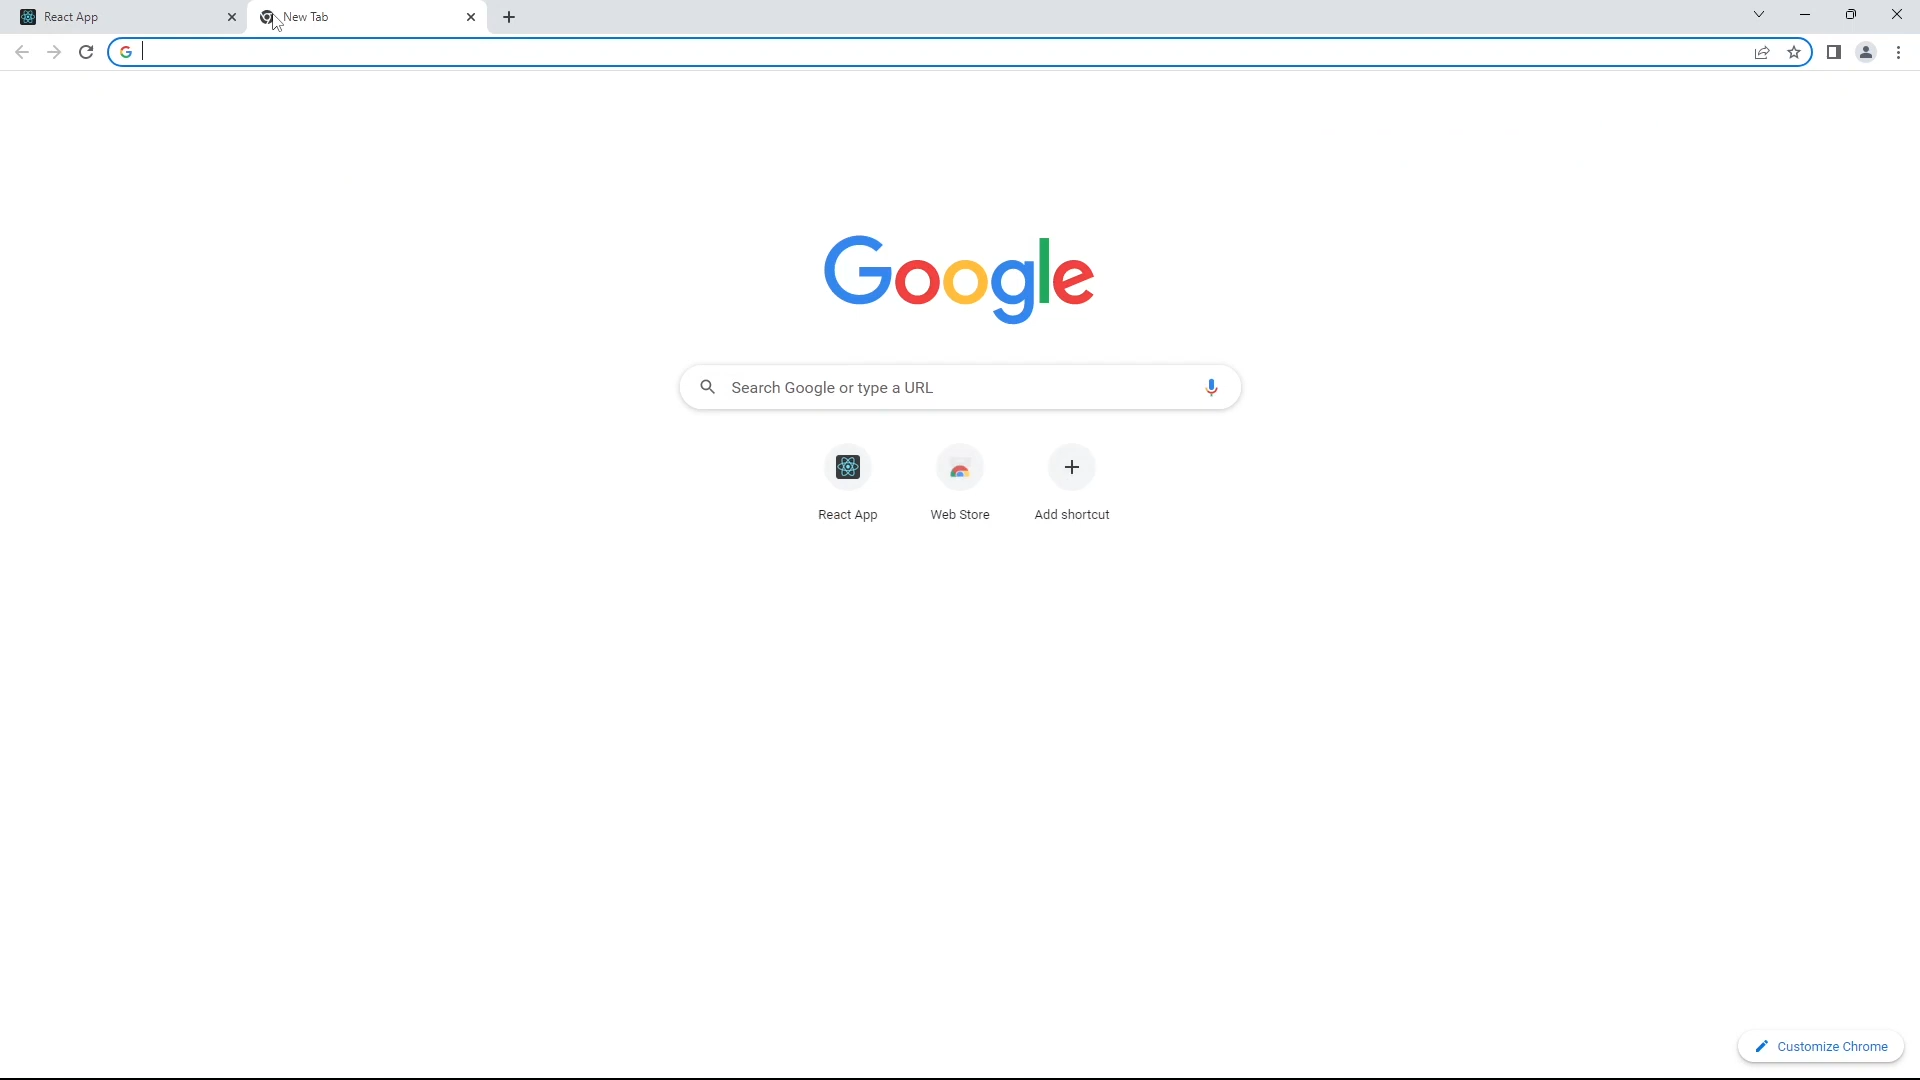 React App
New Tab
Google
Search Google or type a URL
React App
Web Store
Add shortcut
Customize Chrome